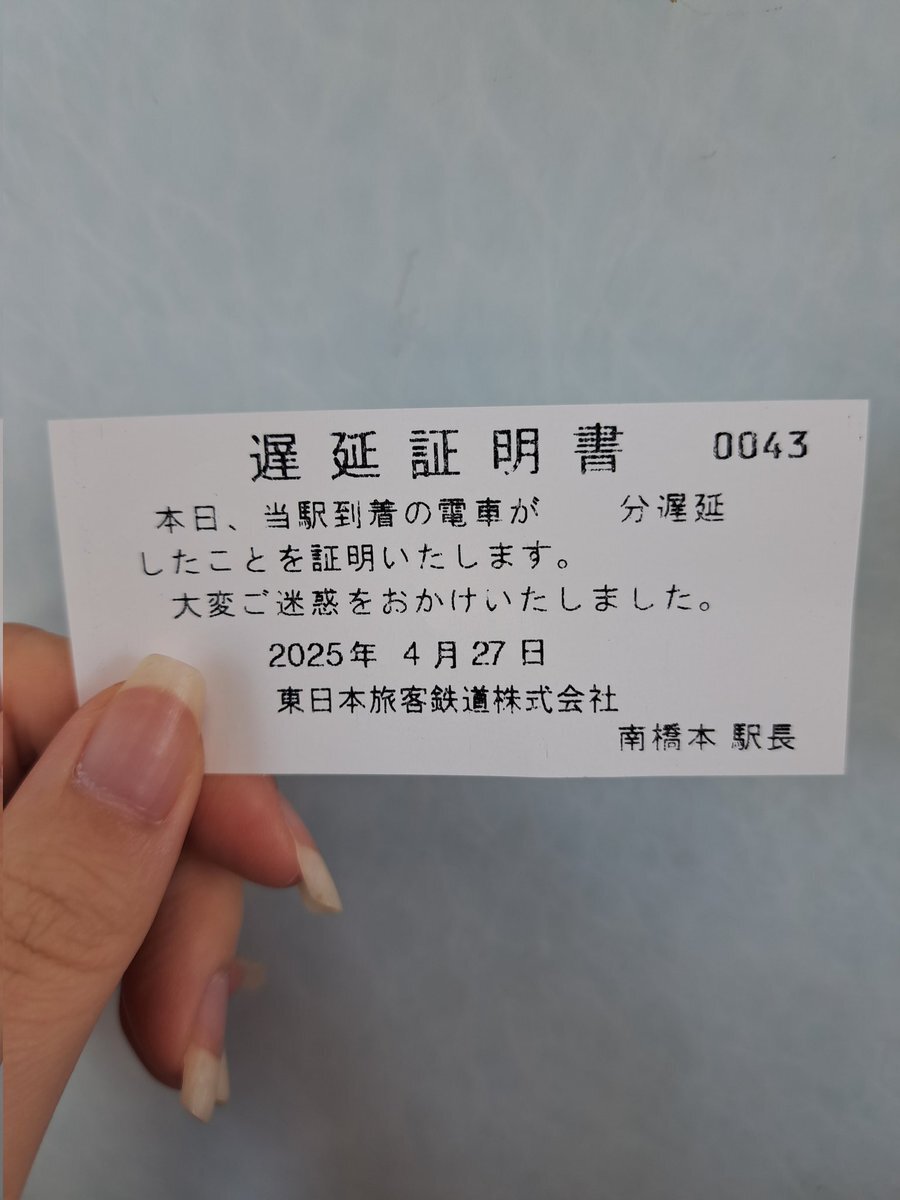 遅延証明書 0043
本日、当駅到着の電車が　　分遅延
したことを証明いたします。
大変ご迷惑をおかけいたしました。
2025年 4月27日
東日本旅客鉄道株式会社
南橋本 駅長